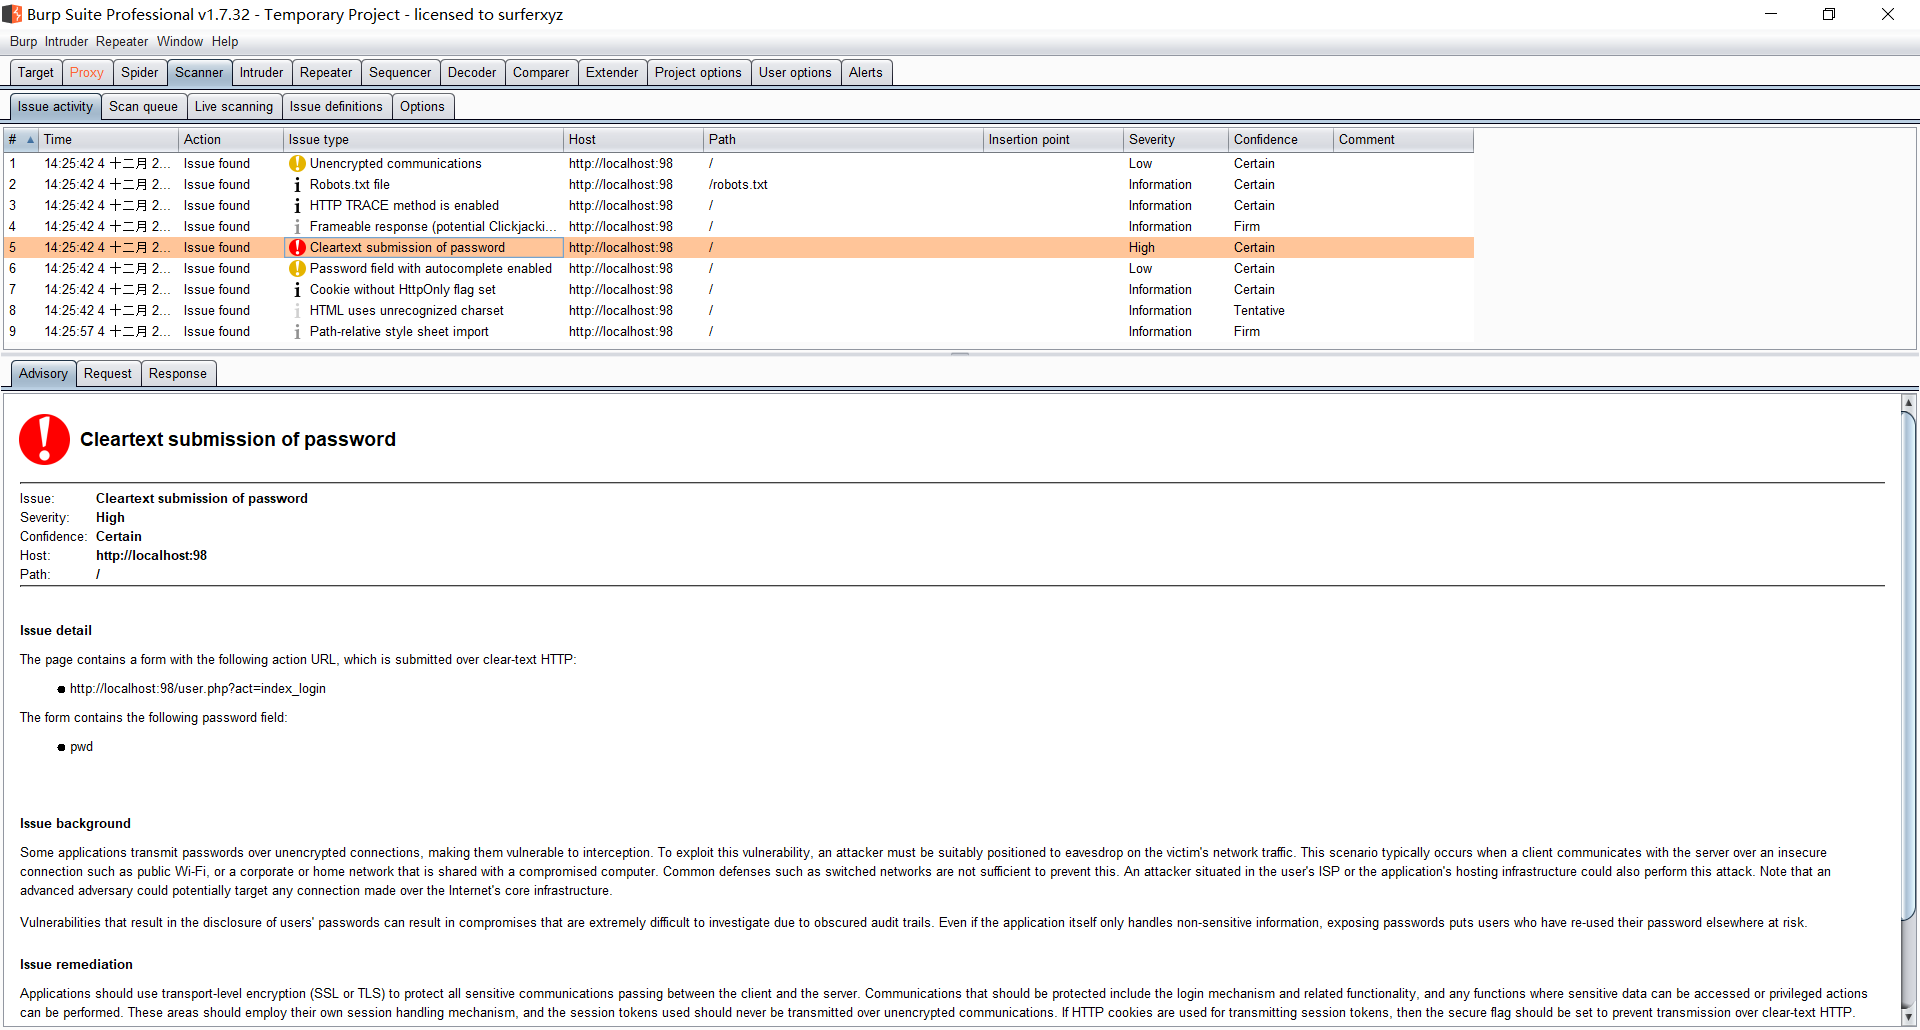 Burp Suite Professional v1.7.32 - Temporary Project - licensed to surferxyz
Burp Intruder Repeater Window Help
Target Proxy Spider Scanner Intruder Repeater Sequencer Decoder Comparer Extender Project options User options Alerts
Issue activity Scan queue Live scanning Issue definitions Options
# Time Action Issue type Host Path Insertion point Severity Confidence Comment
1 14:25:42 4 十二月 2... Issue found Unencrypted communications http://localhost:98 / Low Certain
2 14:25:42 4 十二月 2... Issue found Robots.txt file http://localhost:98 /robots.txt Information Certain
3 14:25:42 4 十二月 2... Issue found HTTP TRACE method is enabled http://localhost:98 / Information Certain
4 14:25:42 4 十二月 2... Issue found Frameable response (potential Clickjacki... http://localhost:98 / Information Firm
5 14:25:42 4 十二月 2... Issue found Cleartext submission of password http://localhost:98 / High Certain
6 14:25:42 4 十二月 2... Issue found Password field with autocomplete enabled http://localhost:98 / Low Certain
7 14:25:42 4 十二月 2... Issue found Cookie without HttpOnly flag set http://localhost:98 / Information Certain
8 14:25:42 4 十二月 2... Issue found HTML uses unrecognized charset http://localhost:98 / Information Tentative
9 14:25:57 4 十二月 2... Issue found Path-relative style sheet import http://localhost:98 / Information Firm
Advisory Request Response
Cleartext submission of password
Issue: Cleartext submission of password
Severity: High
Confidence: Certain
Host: http://localhost:98
Path: /
Issue detail
The page contains a form with the following action URL, which is submitted over clear-text HTTP:
● http://localhost:98/user.php?act=index_login
The form contains the following password field:
● pwd
Issue background
Some applications transmit passwords over unencrypted connections, making them vulnerable to interception. To exploit this vulnerability, an attacker must be suitably positioned to eavesdrop on the victim's network traffic. This scenario typically occurs when a client communicates with the server over an insecure
connection such as public Wi-Fi, or a corporate or home network that is shared with a compromised computer. Common defenses such as switched networks are not sufficient to prevent this. An attacker situated in the user's ISP or the application's hosting infrastructure could also perform this attack. Note that an
advanced adversary could potentially target any connection made over the Internet's core infrastructure.
Vulnerabilities that result in the disclosure of users' passwords can result in compromises that are extremely difficult to investigate due to obscured audit trails. Even if the application itself only handles non-sensitive information, exposing passwords puts users who have re-used their password elsewhere at risk.
Issue remediation
Applications should use transport-level encryption (SSL or TLS) to protect all sensitive communications passing between the client and the server. Communications that should be protected include the login mechanism and related functionality, and any functions where sensitive data can be accessed or privileged actions
can be performed. These areas should employ their own session handling mechanism, and the session tokens used should never be transmitted over unencrypted communications. If HTTP cookies are used for transmitting session tokens, then the secure flag should be set to prevent transmission over clear-text HTTP.